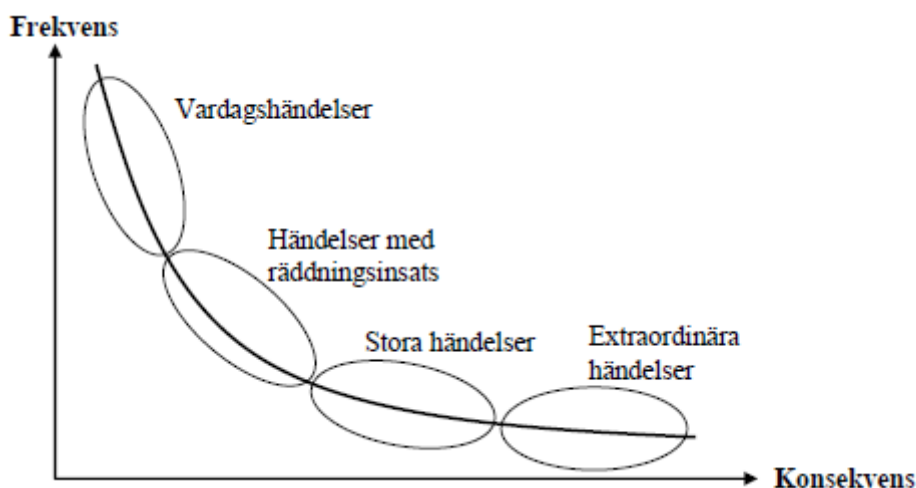 Frekvens
Vardagshändelser
Händelser med
räddningsinsats
Stora händelser
Extraordinära
händelser
Konsekvens